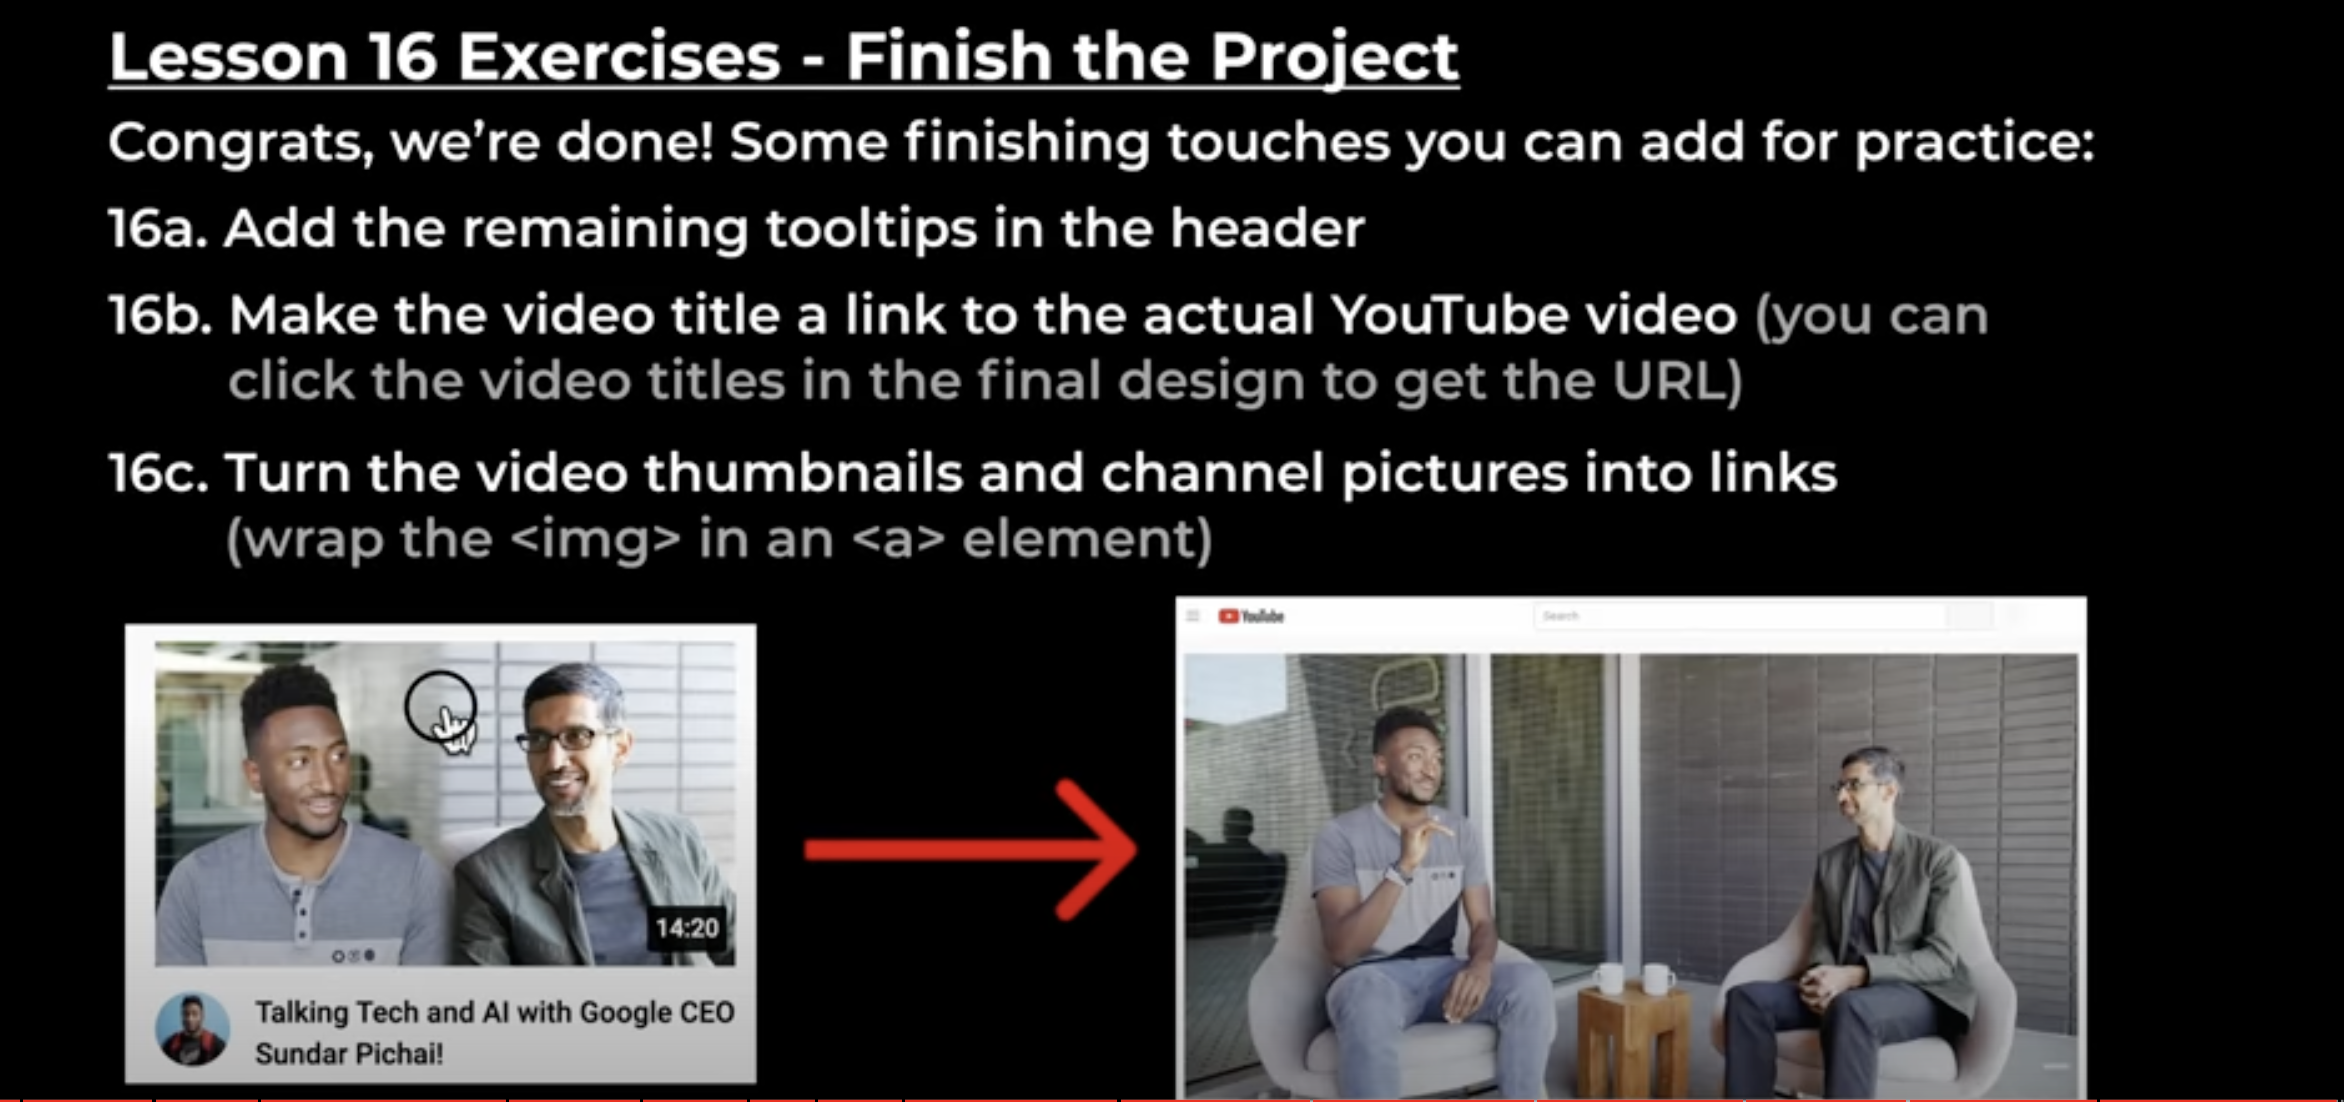 Lesson 16 Exercises - Finish the Project
Congrats, we’re done! Some finishing touches you can add for practice:
16a. Add the remaining tooltips in the header
16b. Make the video title a link to the actual YouTube video (you can
click the video titles in the final design to get the URL)
16c. Turn the video thumbnails and channel pictures into links
(wrap the <img> in an <a> element)
YouTube
Search
14:20
Talking Tech and AI with Google CEO
Sundar Pichai!